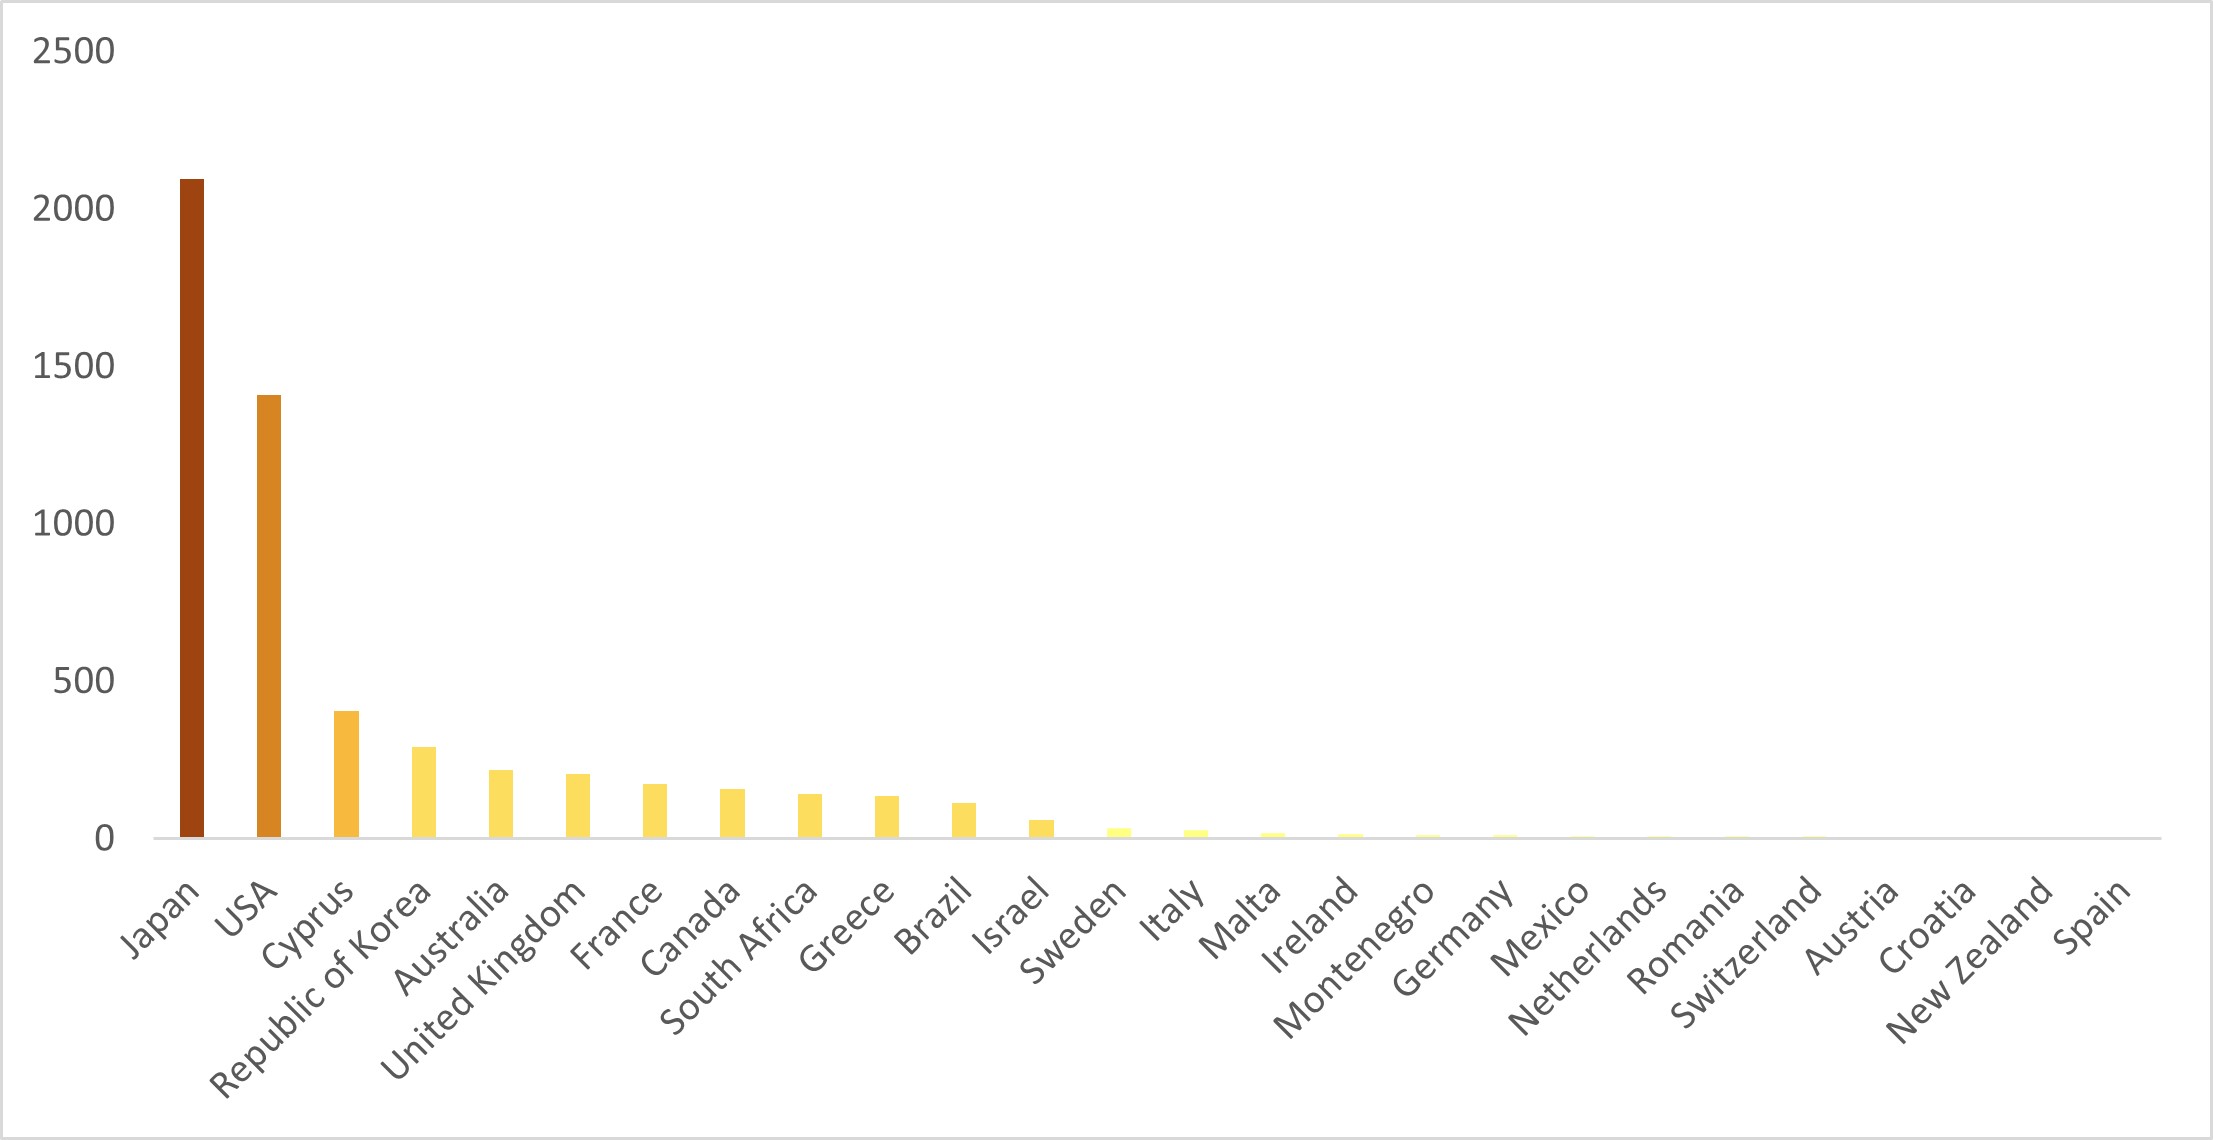 2500
2000
1500
1000
500
0
Japan
USA
Cyprus
Republic of Korea
Australia
United Kingdom
France
Canada
South Africa
Greece
Brazil
Israel
Sweden
Italy
Malta
Ireland
Montenegro
Germany
Mexico
Netherlands
Romania
Switzerland
Austria
Croatia
New Zealand
Spain